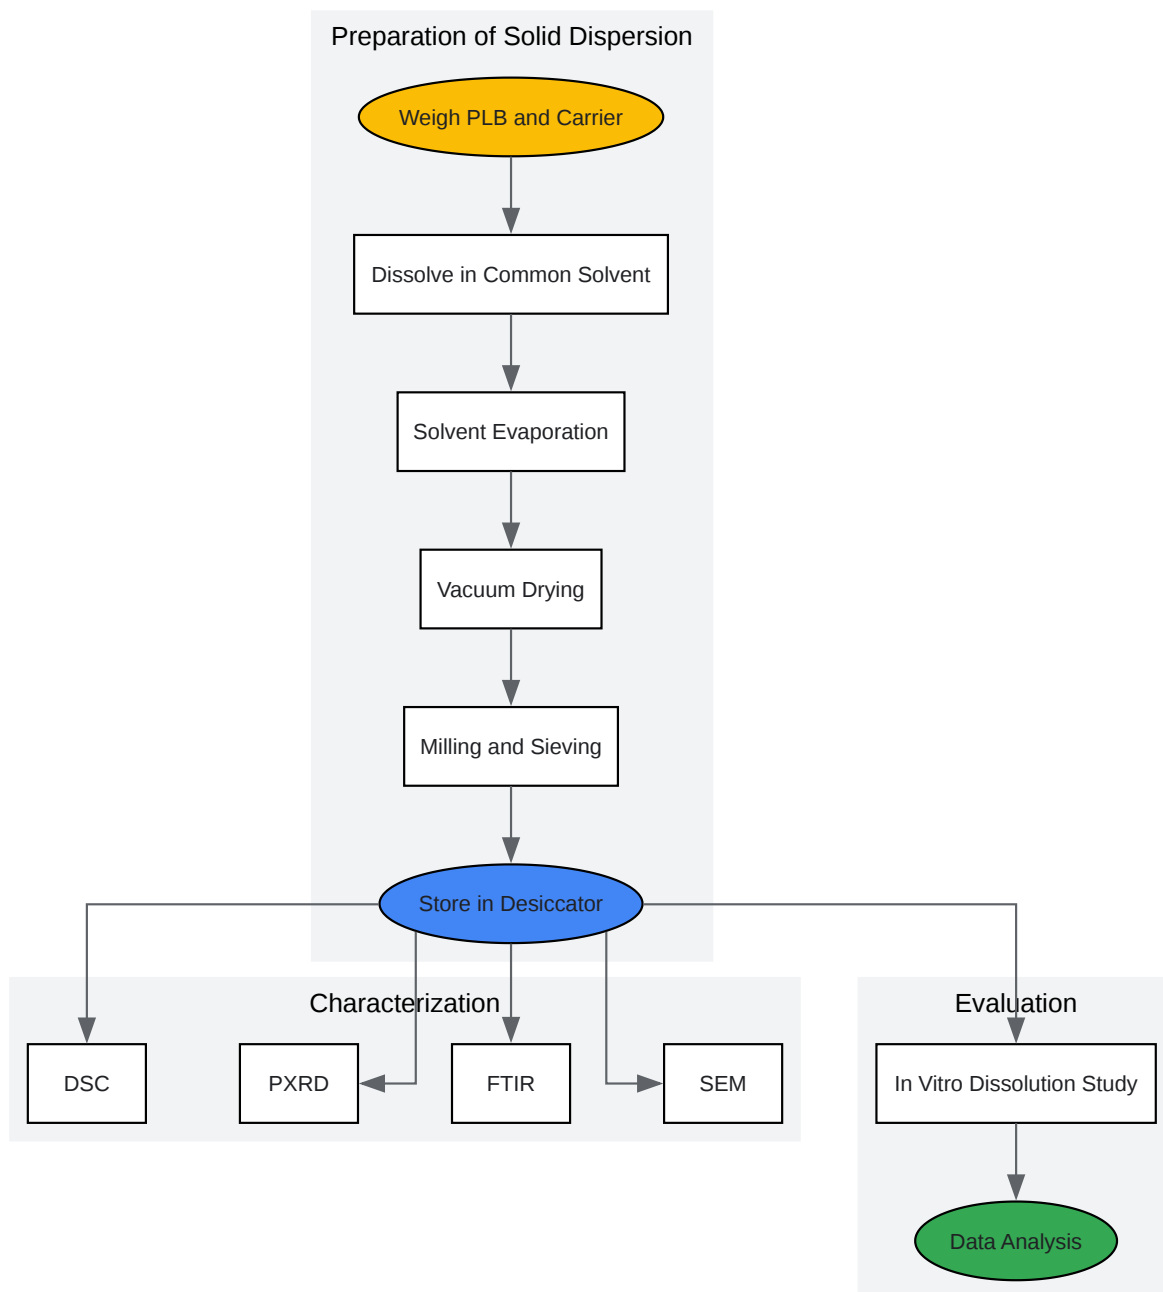 Preparation of Solid Dispersion
Weigh PLB and Carrier
Dissolve in Common Solvent
Solvent Evaporation
Vacuum Drying
Milling and Sieving
Store in Desiccator
Characterization
DSC
PXRD
FTIR
SEM
Evaluation
In Vitro Dissolution Study
Data Analysis